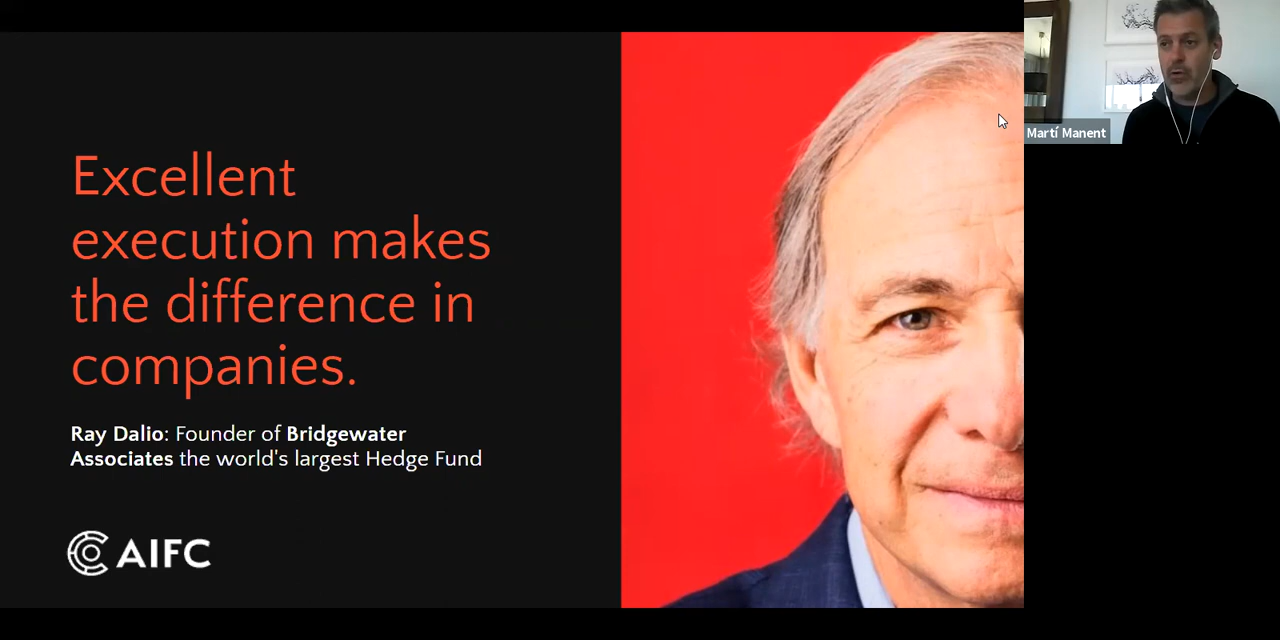 Excellent
execution makes
the difference in
companies.
Ray Dalio: Founder of Bridgewater
Associates the world's largest Hedge Fund
AIFC
Martí Manent